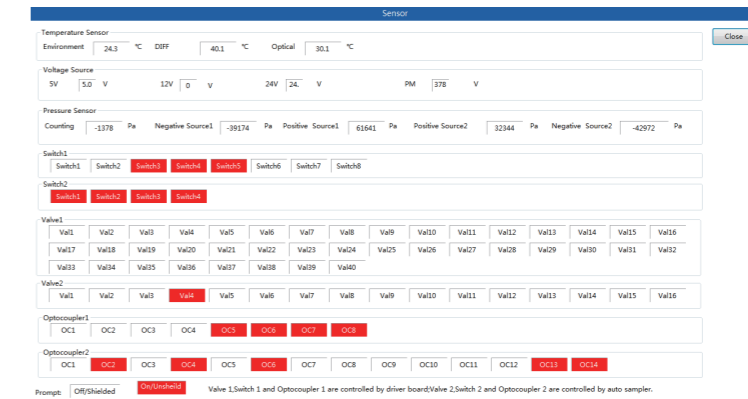 Sensor
Close
Temperature Sensor
Environment 24.3 ℃ DIFF 40.1 ℃ Optical 30.1 ℃
Voltage Source
5V 5.0 V 12V 0 V 24V 24. V PM 378 V
Pressure Sensor
Counting -1378 Pa Negative Source1 -39174 Pa Positive Source1 61641 Pa Positive Source2 32344 Pa Negative Source2 -42972 Pa
Switch1
Switch1 Switch2 Switch3 Switch4 Switch5 Switch6 Switch7 Switch8
Switch2
Switch1 Switch2 Switch3 Switch4
Valve1
Val1 Val2 Val3 Val4 Val5 Val6 Val7 Val8 Val9 Val10 Val11 Val12 Val13 Val14 Val15 Val16
Val17 Val18 Val19 Val20 Val21 Val22 Val23 Val24 Val25 Val26 Val27 Val28 Val29 Val30 Val31 Val32
Val33 Val34 Val35 Val36 Val37 Val38 Val39 Val40
Valve2
Val1 Val2 Val3 Val4 Val5 Val6 Val7 Val8 Val9 Val10 Val11 Val12 Val13 Val14 Val15 Val16
Optocoupler1
OC1 OC2 OC3 OC4 OC5 OC6 OC7 OC8
Optocoupler2
OC1 OC2 OC3 OC4 OC5 OC6 OC7 OC8 OC9 OC10 OC11 OC12 OC13 OC14
Prompt: Off/Shielded On/Unsheild Valve 1,Switch 1 and Optocoupler 1 are controlled by driver board;Valve 2,Switch 2 and Optocoupler 2 are controlled by auto sampler.